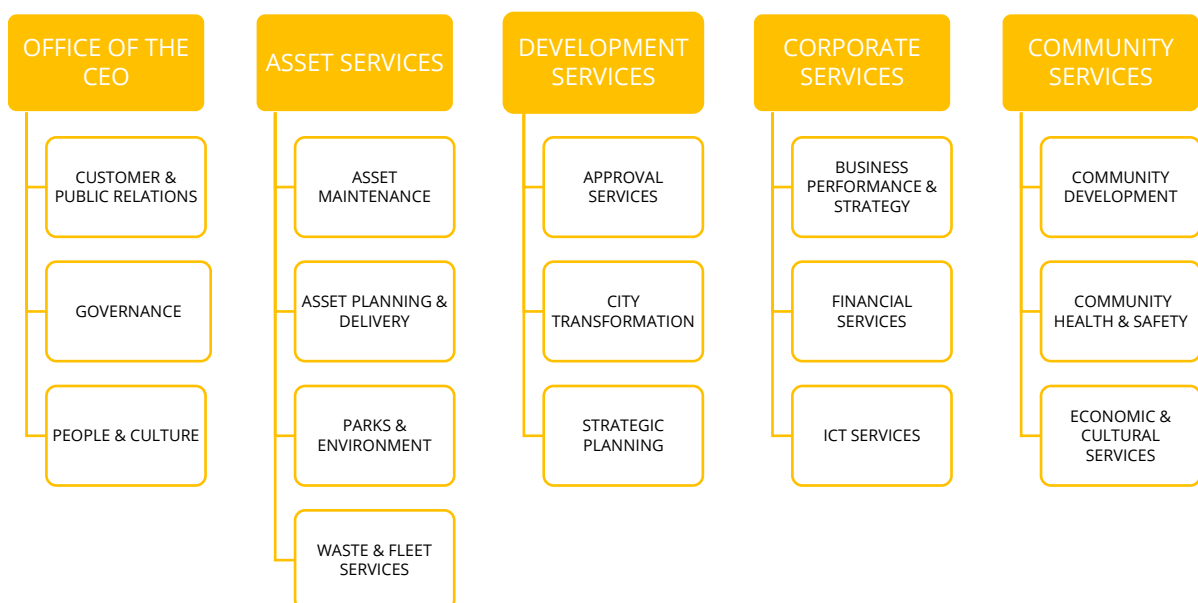 OFFICE OF THE
CEO
CUSTOMER &
PUBLIC RELATIONS
GOVERNANCE
PEOPLE & CULTURE
ASSET SERVICES
ASSET
MAINTENANCE
ASSET PLANNING &
DELIVERY
PARKS &
ENVIRONMENT
WASTE & FLEET
SERVICES
DEVELOPMENT
SERVICES
APPROVAL
SERVICES
CITY
TRANSFORMATION
STRATEGIC
PLANNING
CORPORATE
SERVICES
BUSINESS
PERFORMANCE &
STRATEGY
FINANCIAL
SERVICES
ICT SERVICES
COMMUNITY
SERVICES
COMMUNITY
DEVELOPMENT
COMMUNITY
HEALTH & SAFETY
ECONOMIC &
CULTURAL
SERVICES